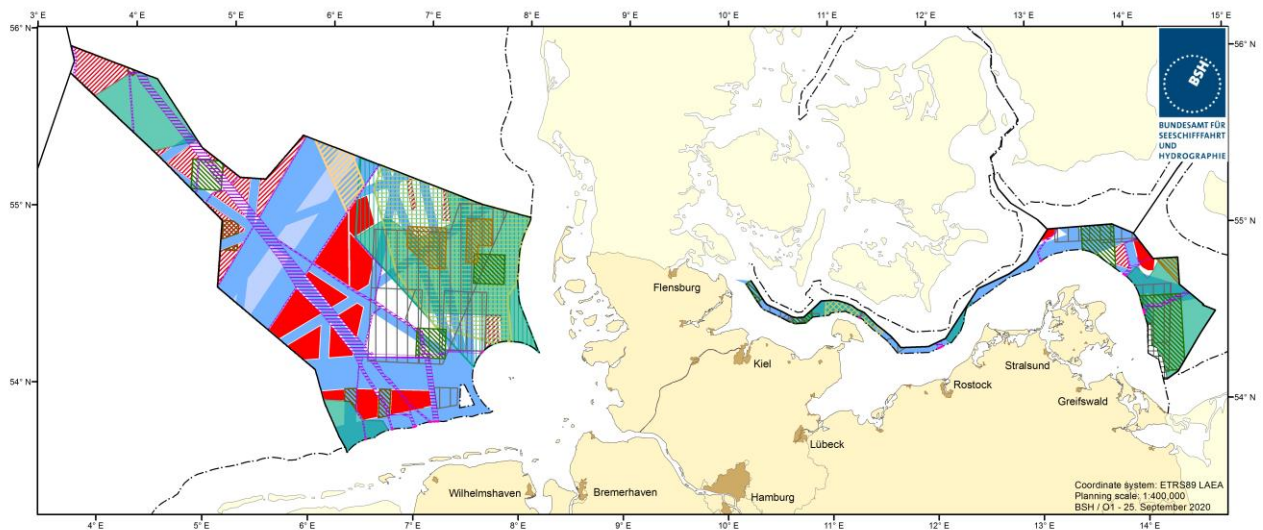 3° E 4° E 5° E 6° E 7° E 8° E 9° E 10° E 11° E 12° E 13° E 14° E 15° E
56° N 56° N
BSH
BUNDESAMT FÜR
SEESCHIFFFAHRT
UND
HYDROGRAPHIE
55° N 55° N
Flensburg
Kiel
Stralsund
Rostock
Greifswald
54° N 54° N
Lübeck
Wilhelmshaven
Bremerhaven
Hamburg
Coordinate system: ETRS89 LAEA
Planning scale: 1:400,000
BSH / O1 - 25. September 2020
4° E 5° E 6° E 7° E 8° E 9° E 10° E 11° E 12° E 13° E 14° E